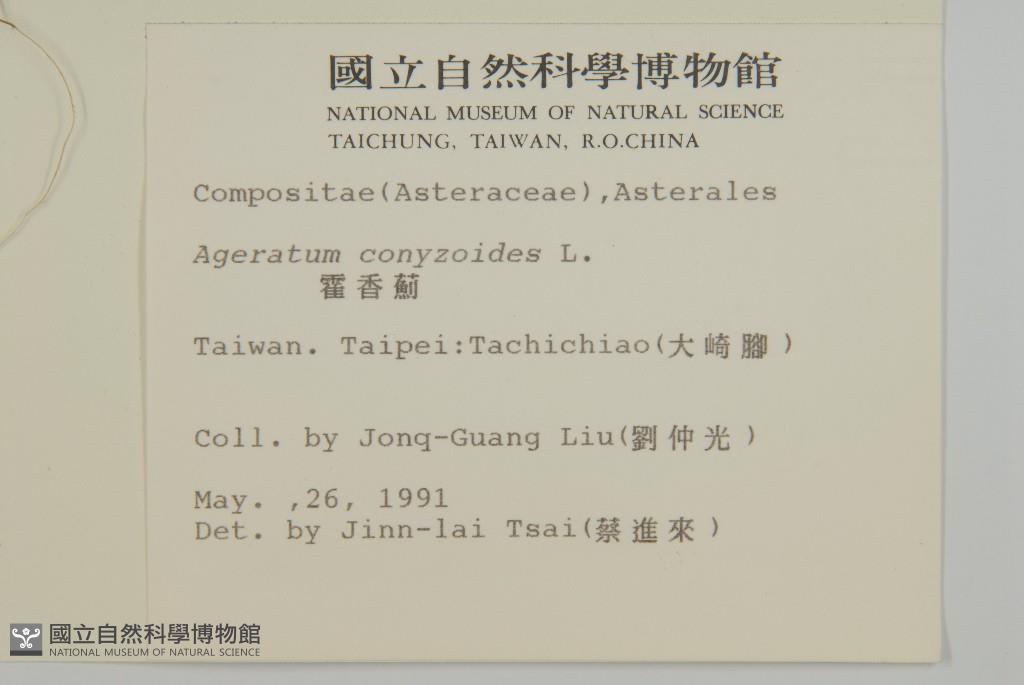 國立自然科學博物館
NATIONAL MUSEUM OF NATURAL SCIENCE
TAICHUNG, TAIWAN, R.O.CHINA
Compositae(Asteraceae),Asterales
Ageratum conyzoides L.
霍香薊
Taiwan. Taipei:Tachichiao(大崎腳)
Coll. by Jonq-Guang Liu(劉仲光)
May. ,26, 1991
Det. by Jinn-lai Tsai(蔡進來)
國立自然科學博物館
NATIONAL MUSEUM OF NATURAL SCIENCE